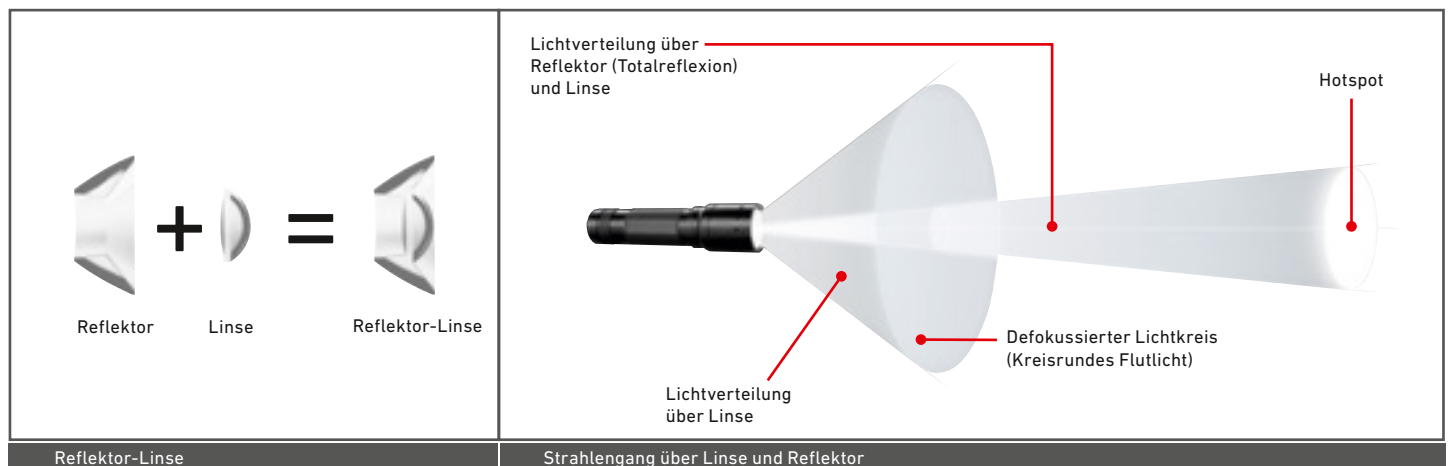 Reflektor
+
Linse
=
Reflektor-Linse
Lichtverteilung über
Reflektor (Totalreflexion)
und Linse
Hotspot
Defokussierter Lichtkreis
(Kreisrundes Flutlicht)
Lichtverteilung
über Linse
Reflektor-Linse
Strahlengang über Linse und Reflektor